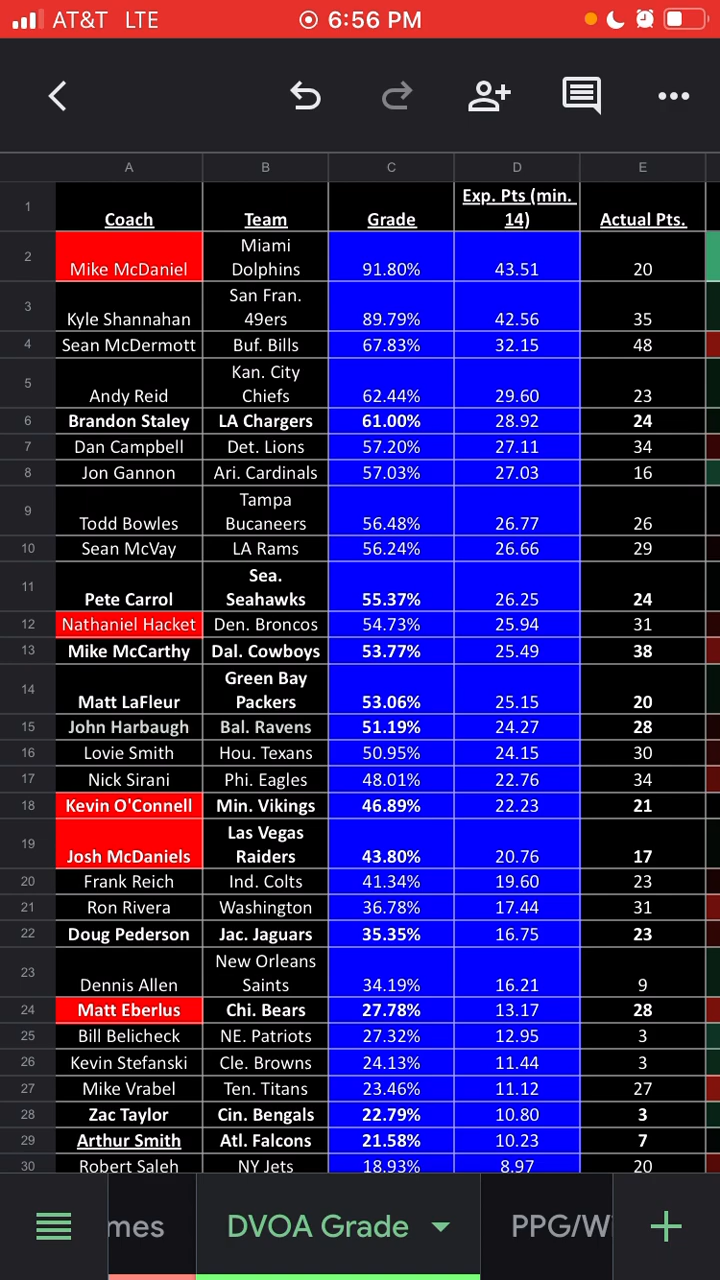 AT&T LTE 6:56 PM
A B C D E
1 Coach Team Grade Exp. Pts (min. 14) Actual Pts.
2 Mike McDaniel Miami Dolphins 91.80% 43.51 20
3 Kyle Shannahan San Fran. 49ers 89.79% 42.56 35
4 Sean McDermott Buf. Bills 67.83% 32.15 48
5 Andy Reid Kan. City Chiefs 62.44% 29.60 23
6 Brandon Staley LA Chargers 61.00% 28.92 24
7 Dan Campbell Det. Lions 57.20% 27.11 34
8 Jon Gannon Ari. Cardinals 57.03% 27.03 16
9 Todd Bowles Tampa Bucaneers 56.48% 26.77 26
10 Sean McVay LA Rams 56.24% 26.66 29
11 Pete Carrol Sea. Seahawks 55.37% 26.25 24
12 Nathaniel Hacket Den. Broncos 54.73% 25.94 31
13 Mike McCarthy Dal. Cowboys 53.77% 25.49 38
14 Matt LaFleur Green Bay Packers 53.06% 25.15 20
15 John Harbaugh Bal. Ravens 51.19% 24.27 28
16 Lovie Smith Hou. Texans 50.95% 24.15 30
17 Nick Sirani Phi. Eagles 48.01% 22.76 34
18 Kevin O'Connell Min. Vikings 46.89% 22.23 21
19 Josh McDaniels Las Vegas Raiders 43.80% 20.76 17
20 Frank Reich Ind. Colts 41.34% 19.60 23
21 Ron Rivera Washington 36.78% 17.44 31
22 Doug Pederson Jac. Jaguars 35.35% 16.75 23
23 Dennis Allen New Orleans Saints 34.19% 16.21 9
24 Matt Eberlus Chi. Bears 27.78% 13.17 28
25 Bill Belicheck NE. Patriots 27.32% 12.95 3
26 Kevin Stefanski Cle. Browns 24.13% 11.44 3
27 Mike Vrabel Ten. Titans 23.46% 11.12 27
28 Zac Taylor Cin. Bengals 22.79% 10.80 3
29 Arthur Smith Atl. Falcons 21.58% 10.23 7
30 Robert Saleh NY Jets 18.93% 8.97 20
mes DVOA Grade PPG/W